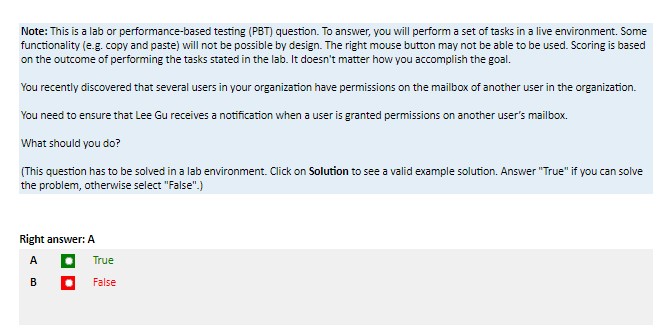 Note: This is a lab or performance-based testing (PBT) question. To answer, you will perform a set of tasks in a live environment. Some
functionality (e.g. copy and paste) will not be possible by design. The right mouse button may not be able to be used. Scoring is based
on the outcome of performing the tasks stated in the lab. It doesn't matter how you accomplish the goal.
You recently discovered that several users in your organization have permissions on the mailbox of another user in the organization.
You need to ensure that Lee Gu receives a notification when a user is granted permissions on another user's mailbox.
What should you do?
(This question has to be solved in a lab environment. Click on Solution to see a valid example solution. Answer "True" if you can solve
the problem, otherwise select "False".)
Right answer: A
A True
B False